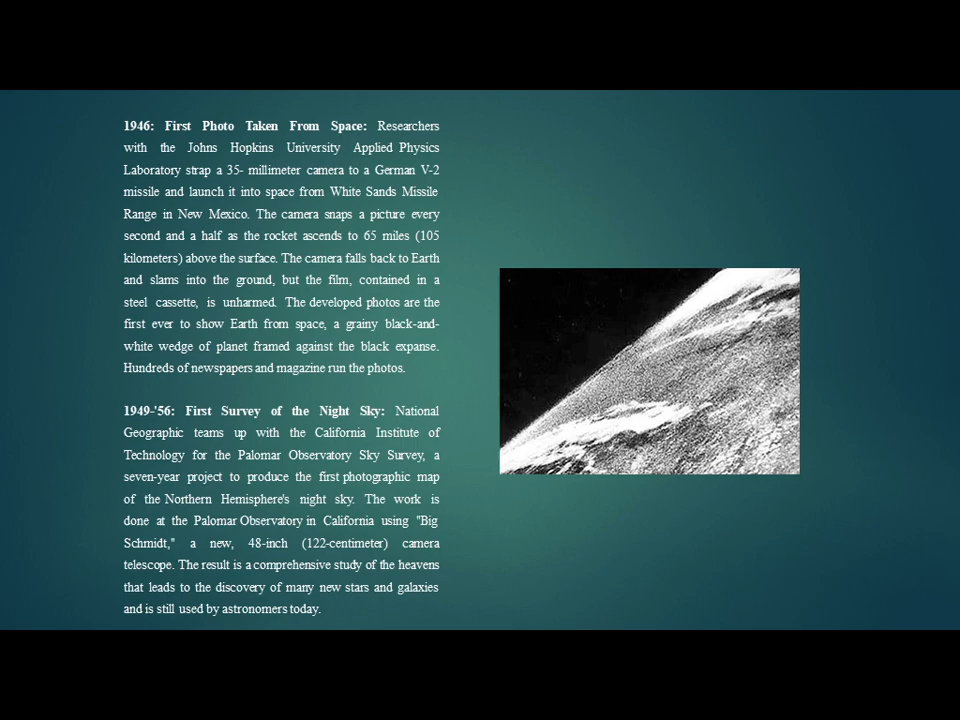 1946: First Photo Taken From Space: Researchers
with the Johns Hopkins University Applied Physics
Laboratory strap a 35- millimeter camera to a German V-2
missile and launch it into space from White Sands Missile
Range in New Mexico. The camera snaps a picture every
second and a half as the rocket ascends to 65 miles (105
kilometers) above the surface. The camera falls back to Earth
and slams into the ground, but the film, contained in a
steel cassette, is unharmed. The developed photos are the
first ever to show Earth from space, a grainy black-and-
white wedge of planet framed against the black expanse.
Hundreds of newspapers and magazine run the photos.
1949-'56: First Survey of the Night Sky: National
Geographic teams up with the California Institute of
Technology for the Palomar Observatory Sky Survey, a
seven-year project to produce the first photographic map
of the Northern Hemisphere's night sky. The work is
done at the Palomar Observatory in California using "Big
Schmidt," a new, 48-inch (122-centimeter) camera
telescope. The result is a comprehensive study of the heavens
that leads to the discovery of many new stars and galaxies
and is still used by astronomers today.